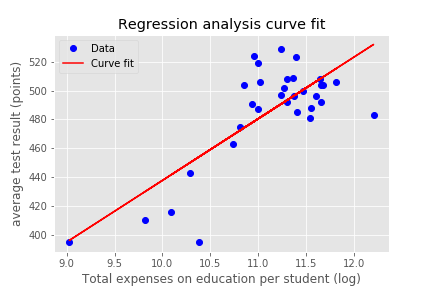 Regression analysis curve fit
Data
Curve fit
average test result (points)
520
500
480
460
440
420
400
9.0 9.5 10.0 10.5 11.0 11.5 12.0
Total expenses on education per student (log)